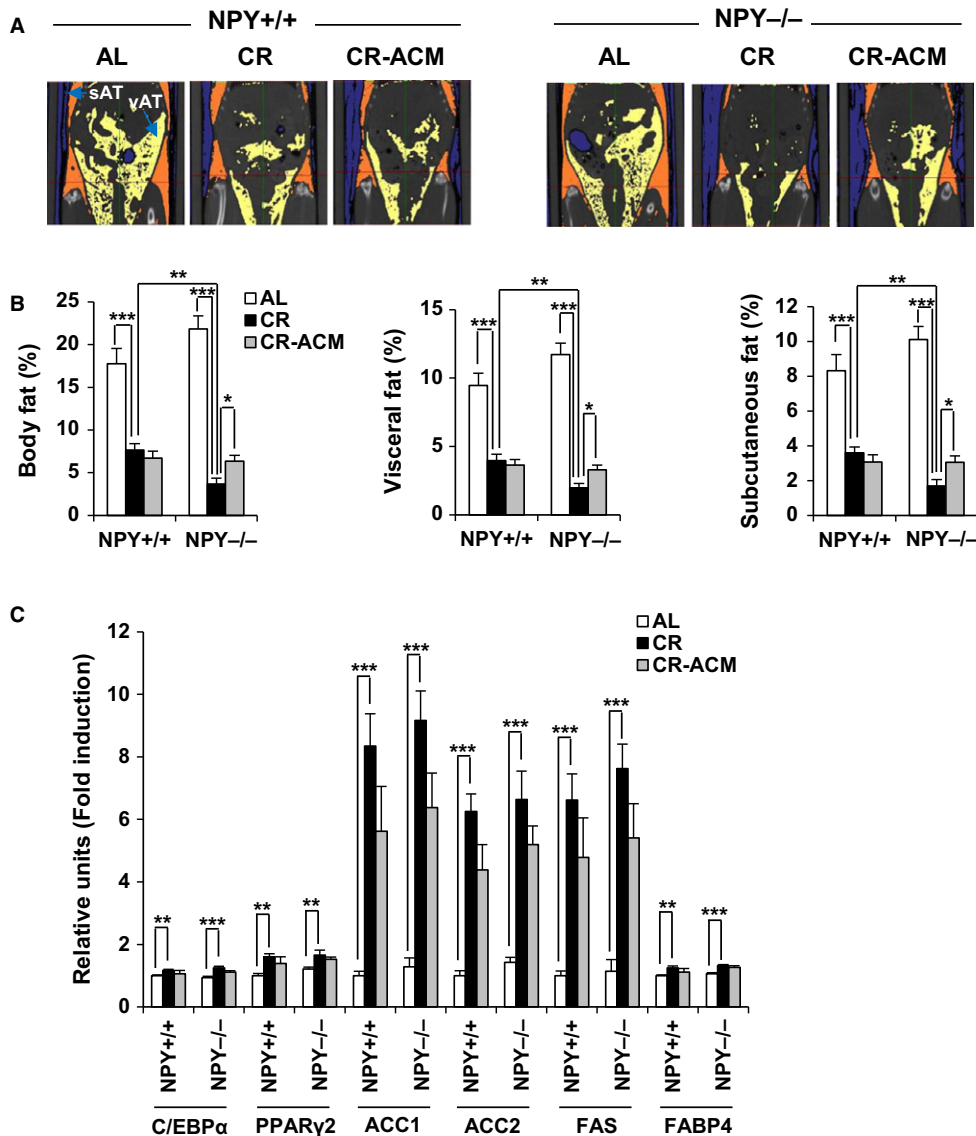 A
NPY+/+
NPY–/–
AL CR CR-ACM
AL CR CR-ACM
sAT
vAT
B
Body fat (%)
25
20
15
10
5
0
**
***
***
*
AL
CR
CR-ACM
NPY+/+ NPY–/–
Visceral fat (%)
15
10
5
0
**
***
***
*
NPY+/+ NPY–/–
Subcutaneous fat (%)
12
10
8
6
4
2
0
**
***
***
*
NPY+/+ NPY–/–
C
Relative units (Fold induction)
12
10
8
6
4
2
0
AL
CR
CR-ACM
** *** ** ** *** *** *** *** *** *** ** ***
NPY+/+ NPY–/– NPY+/+ NPY–/– NPY+/+ NPY–/– NPY+/+ NPY–/– NPY+/+ NPY–/– NPY+/+ NPY–/–
C/EBPα PPARγ2 ACC1 ACC2 FAS FABP4